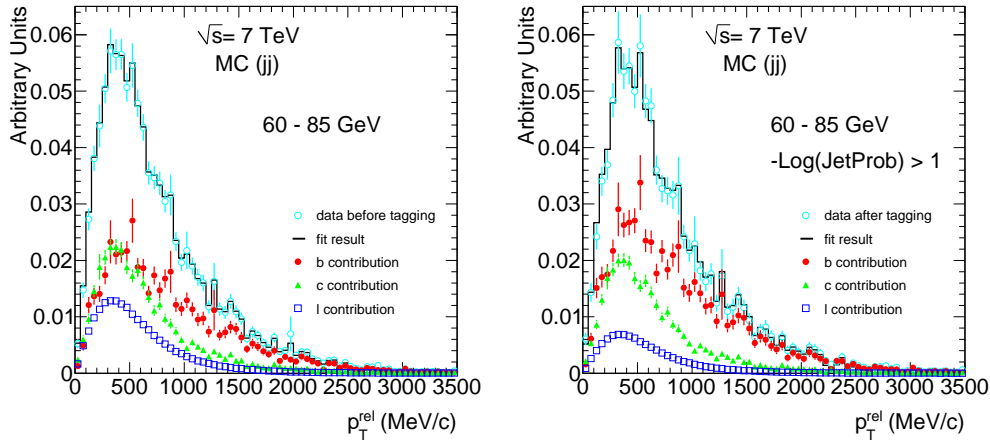 Arbitrary Units
0.06
0.05
0.04
0.03
0.02
0.01
0
√s= 7 TeV
MC (jj)
60 - 85 GeV
data before tagging
fit result
b contribution
c contribution
l contribution
0 500 1000 1500 2000 2500 3000 3500
p_T^rel (MeV/c)
Arbitrary Units
0.06
0.05
0.04
0.03
0.02
0.01
0
√s= 7 TeV
MC (jj)
60 - 85 GeV
-Log(JetProb) > 1
data after tagging
fit result
b contribution
c contribution
l contribution
0 500 1000 1500 2000 2500 3000 3500
p_T^rel (MeV/c)